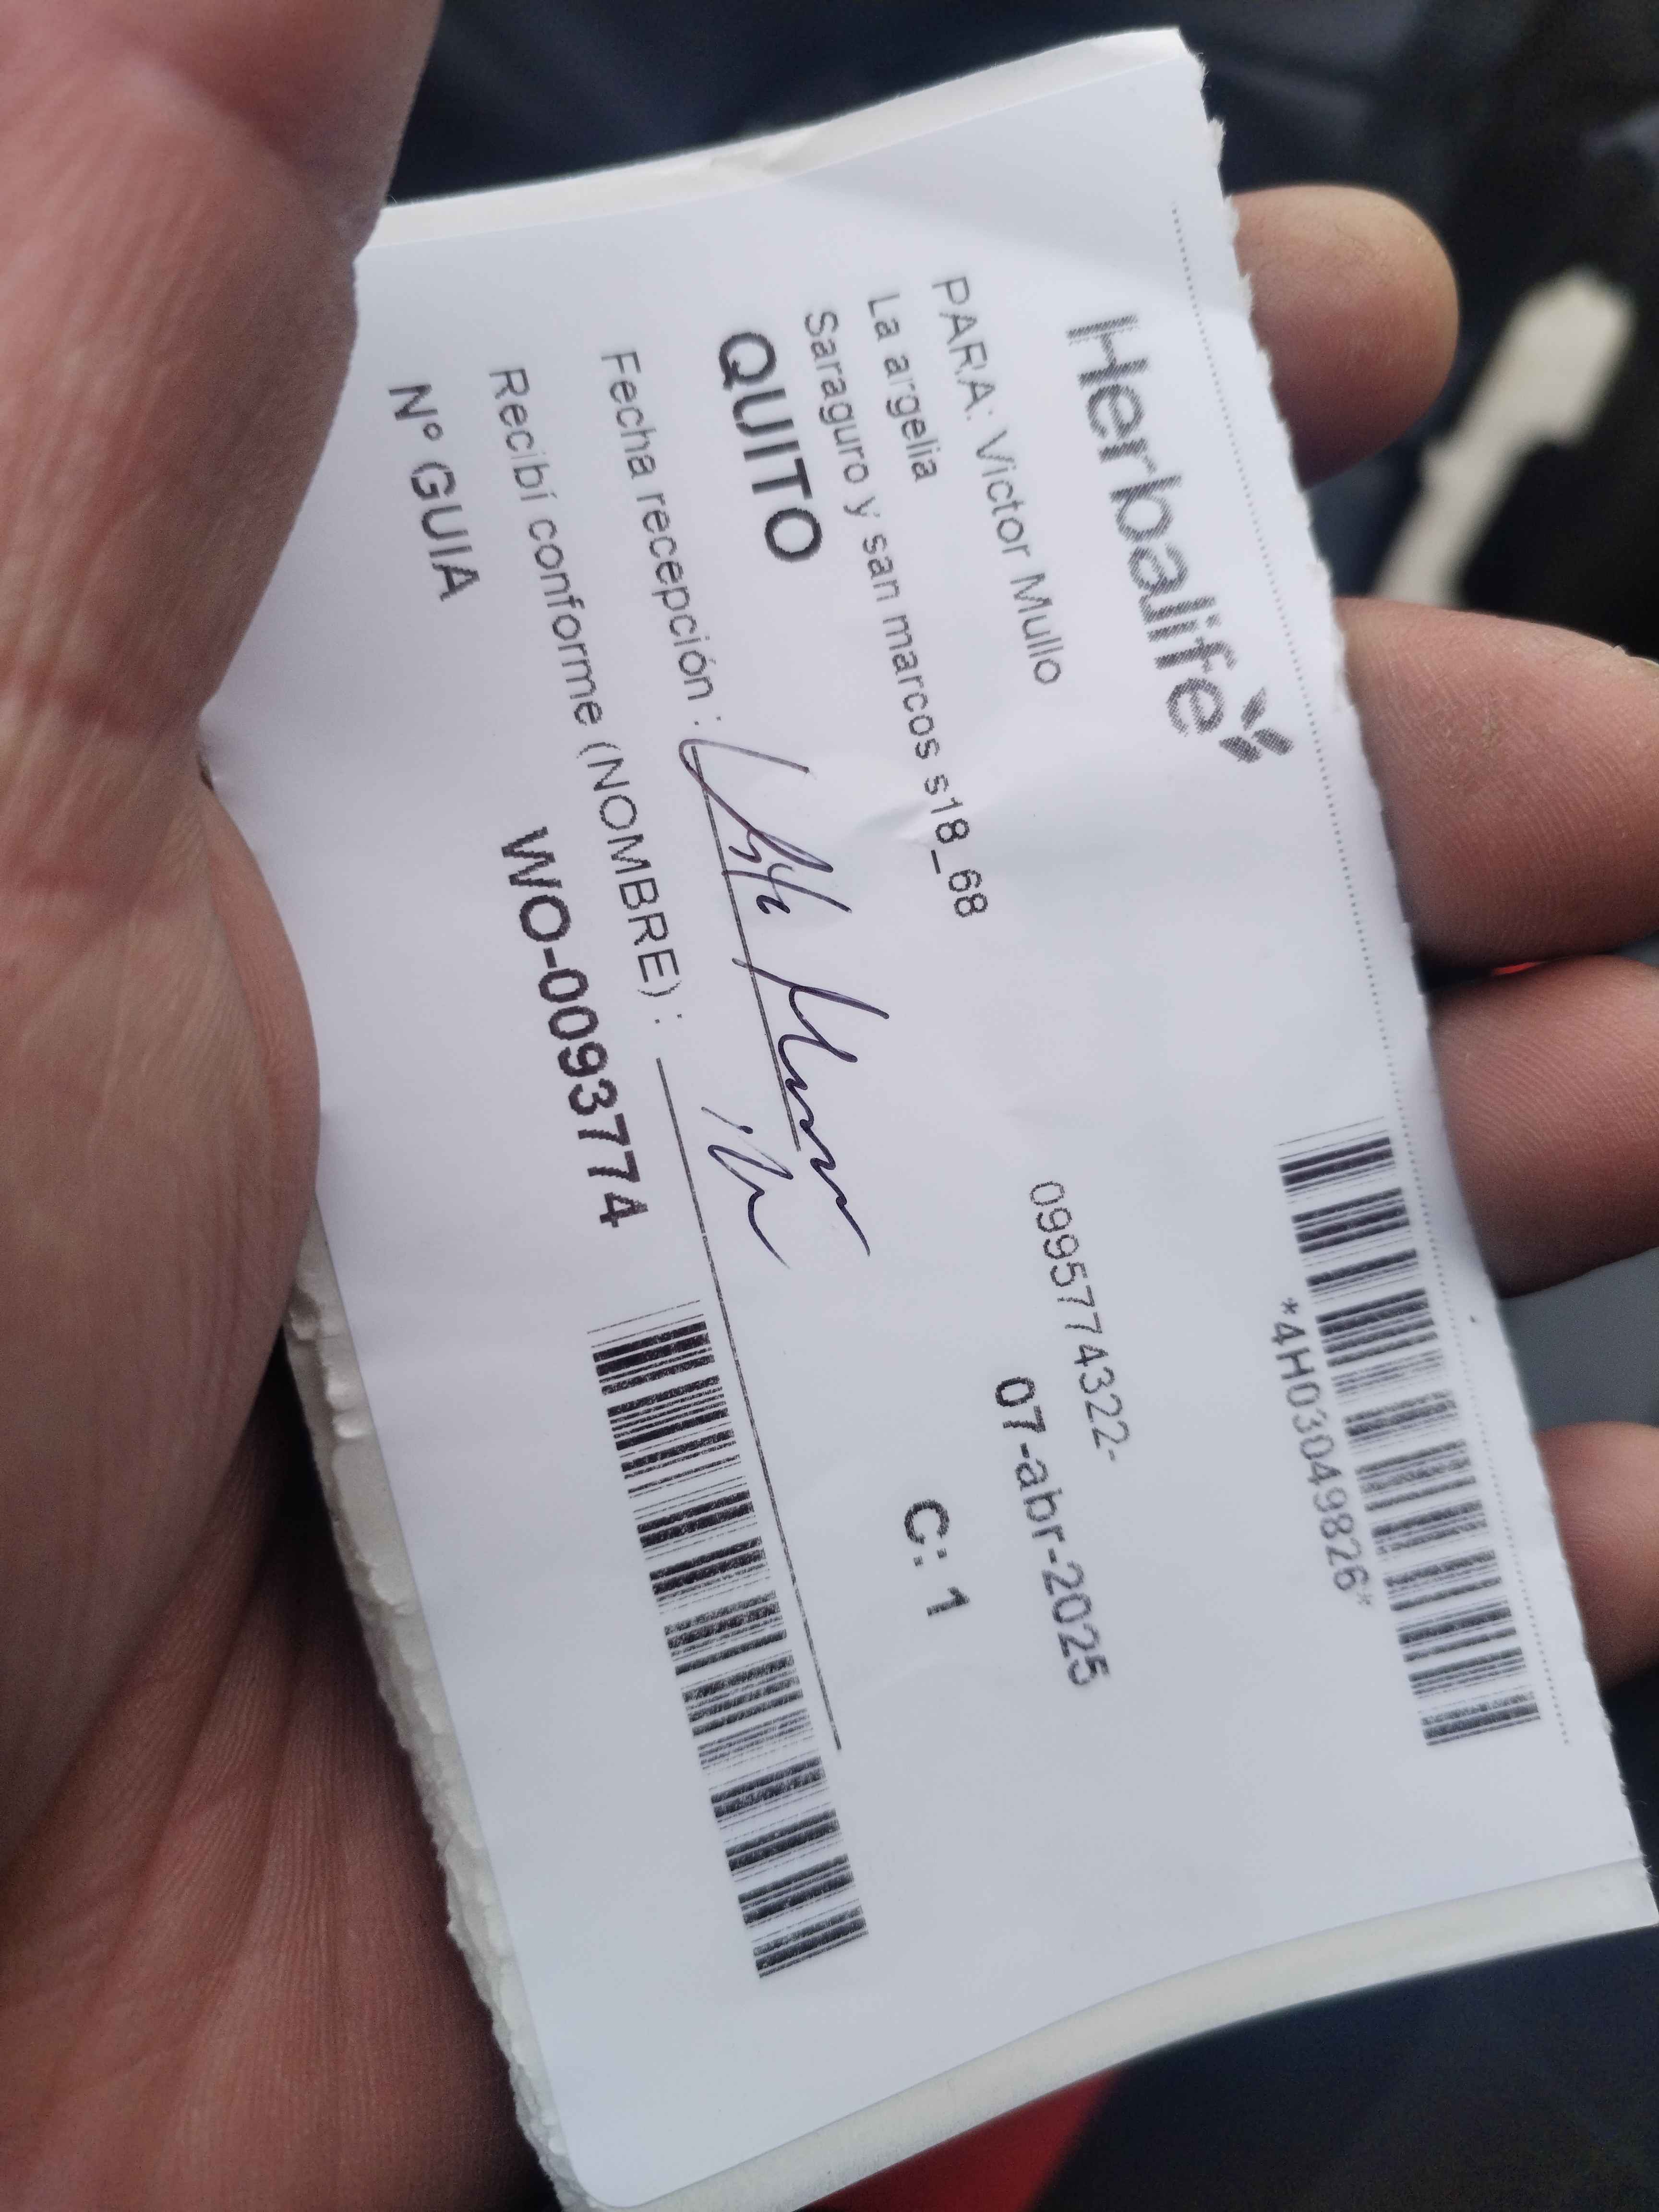 Herbalife
*4H03049826*
PARA: Victor Mullo
0995774322-
La argelia
Saraguro y san marcos s18_68
07-abr-2025
QUITO
C: 1
Fecha recepción :
Recibí conforme (NOMBRE) :
Nº GUIA WO-0093774